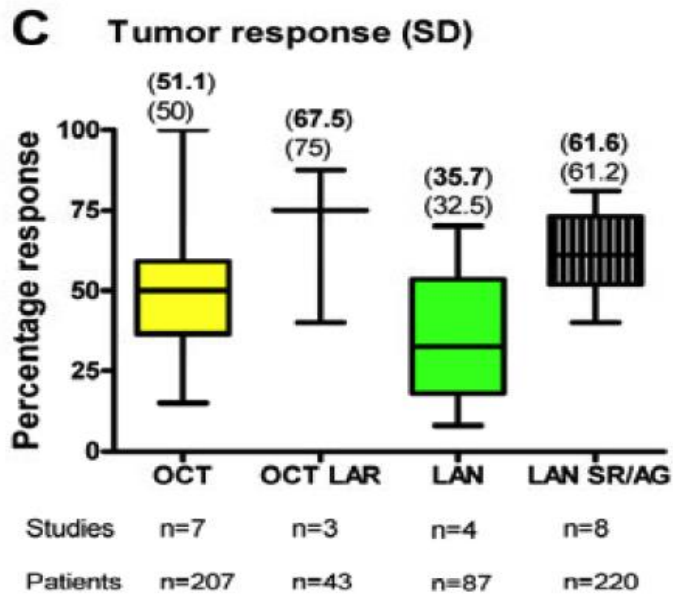 C Tumor response (SD)
(51.1)
(50)
(67.5)
(75)
(35.7)
(32.5)
(61.6)
(61.2)
Percentage response
100
75
50
25
0
OCT OCT LAR LAN LAN SR/AG
Studies n=7 n=3 n=4 n=8
Patients n=207 n=43 n=87 n=220